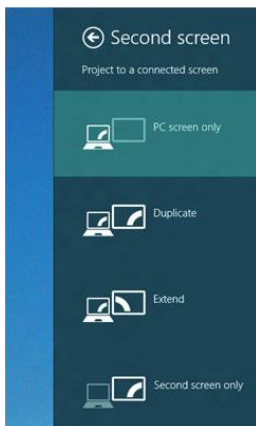 Second screen
Project to a connected screen
PC screen only
Duplicate
Extend
Second screen only